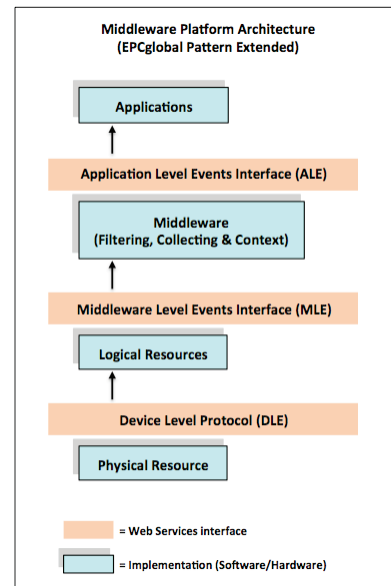 Middleware Platform Architecture
(EPCglobal Pattern Extended)
Applications
Application Level Events Interface (ALE)
Middleware
(Filtering, Collecting & Context)
Middleware Level Events Interface (MLE)
Logical Resources
Device Level Protocol (DLE)
Physical Resource
= Web Services interface
= Implementation (Software/Hardware)